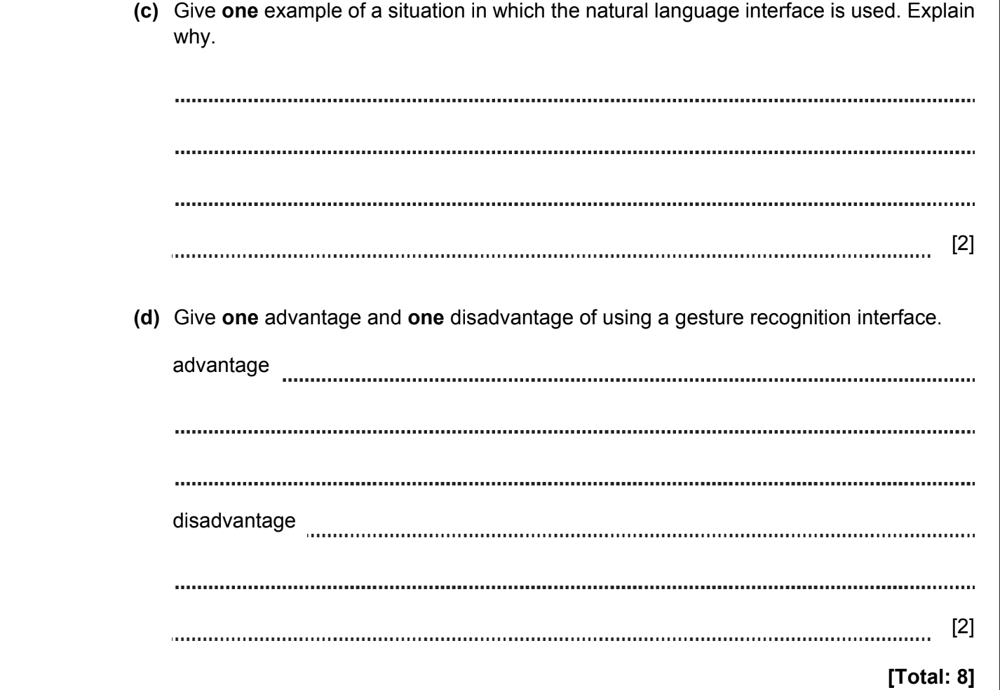 (c) Give one example of a situation in which the natural language interface is used. Explain
why.
[2]
(d) Give one advantage and one disadvantage of using a gesture recognition interface.
advantage
disadvantage
[2]
[Total: 8]